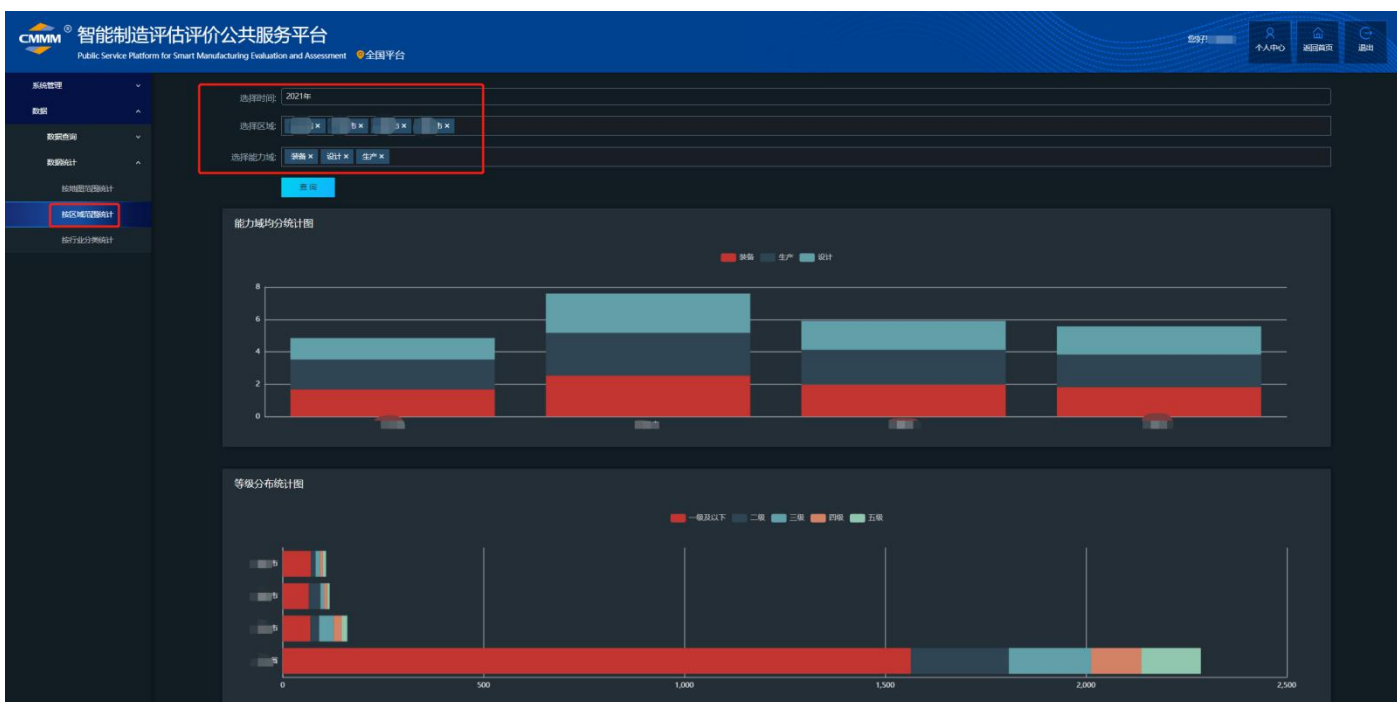 CMMM ® 智能制造评估评价公共服务平台
Public Service Platform for Smart Manufacturing Evaluation and Assessment 全国平台
您好!
个人中心 返回首页 退出
系统管理
数据
数据查询
数据统计
按地图范围统计
按区域范围统计
按行业分类统计
选择时间: 2021年
选择区域: × 市× × 市×
选择能力域: 装备× 设计× 生产×
查询
能力域均分统计图
装备 生产 设计
8
6
4
2
0
市
等级分布统计图
一级及以下 二级 三级 四级 五级
市
市
市
省
0 500 1,000 1,500 2,000 2,500